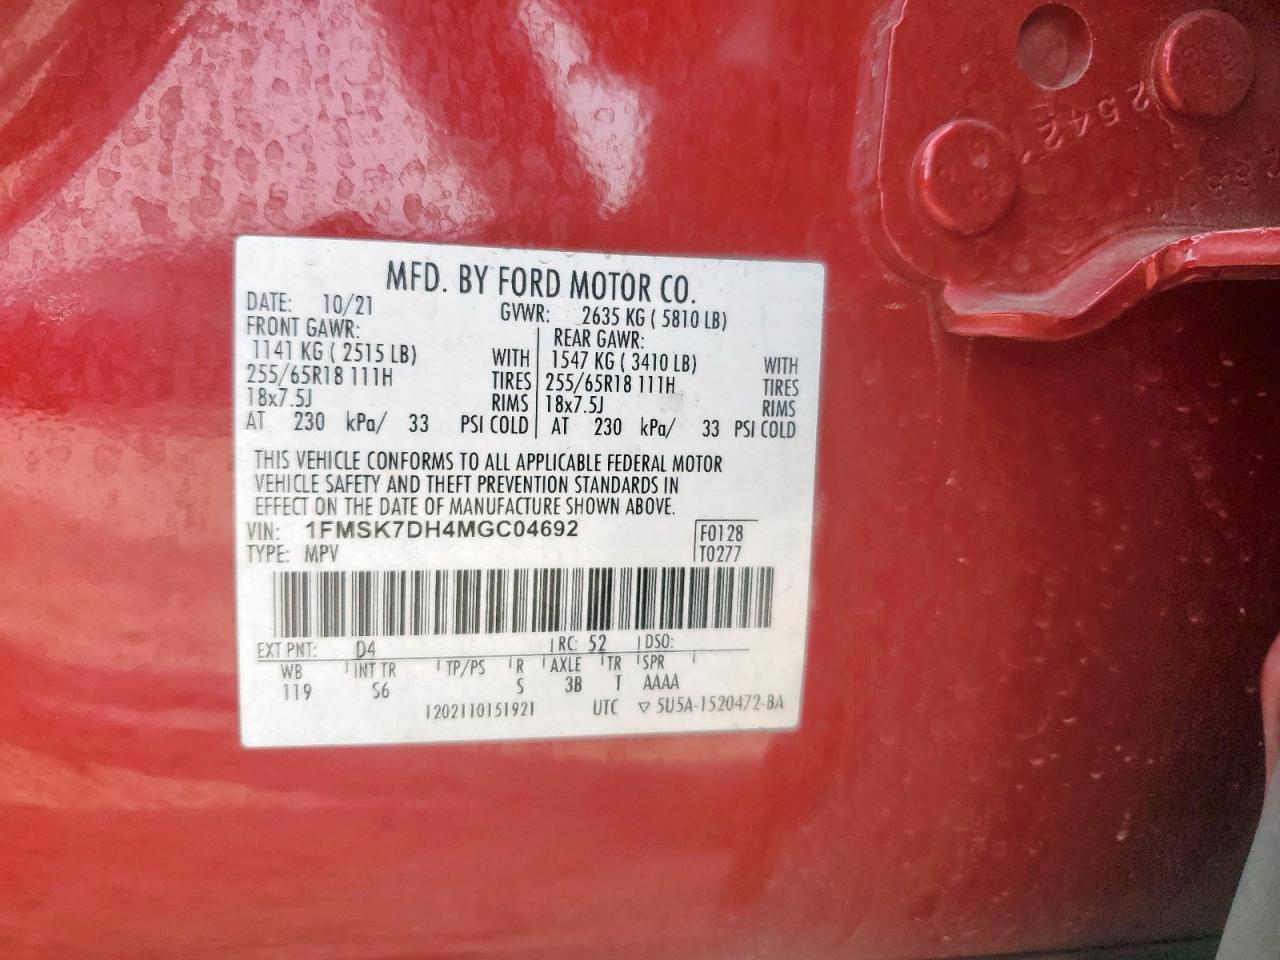 MFD. BY FORD MOTOR CO.
DATE: 10/21 GVWR: 2635 KG ( 5810 LB)
FRONT GAWR: REAR GAWR:
1141 KG ( 2515 LB) WITH 1547 KG ( 3410 LB) WITH
255/65R18 111H TIRES 255/65R18 111H TIRES
18x7.5J RIMS 18x7.5J RIMS
AT 230 kPa/ 33 PSI COLD AT 230 kPa/ 33 PSI COLD
THIS VEHICLE CONFORMS TO ALL APPLICABLE FEDERAL MOTOR
VEHICLE SAFETY AND THEFT PREVENTION STANDARDS IN
EFFECT ON THE DATE OF MANUFACTURE SHOWN ABOVE.
VIN: 1FMSK7DH4MGC04692 F0128
TYPE: MPV T0277
EXT PNT: D4 RC: 52 DSO:
WB INT TR TP/PS R AXLE TR SPR
119 S6 S 3B T AAAA
1202110151921 UTC ▽ 5U5A-1520472-BA
2542